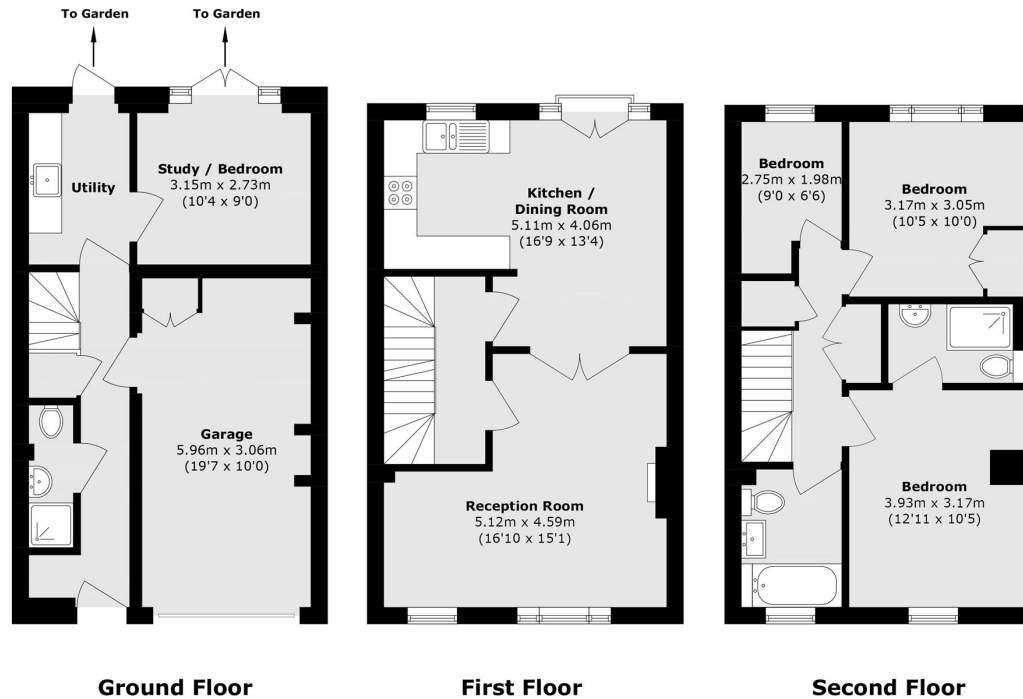 To Garden
To Garden
Utility
Study / Bedroom
3.15m x 2.73m
(10'4 x 9'0)
Garage
5.96m x 3.06m
(19'7 x 10'0)
Ground Floor
Kitchen /
Dining Room
5.11m x 4.06m
(16'9 x 13'4)
Reception Room
5.12m x 4.59m
(16'10 x 15'1)
First Floor
Bedroom
2.75m x 1.98m
(9'0 x 6'6)
Bedroom
3.17m x 3.05m
(10'5 x 10'0)
Bedroom
3.93m x 3.17m
(12'11 x 10'5)
Second Floor